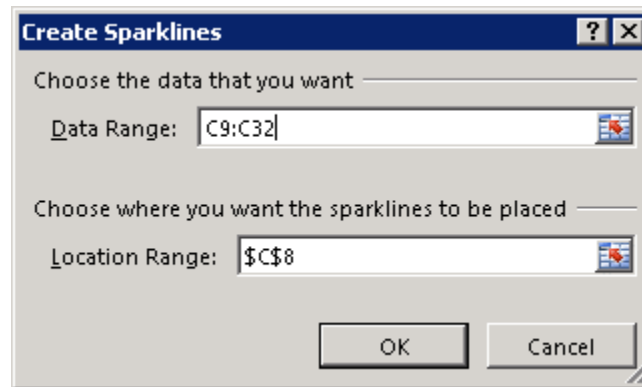 Create Sparklines ?
Choose the data that you want
Data Range: C9:C32
Choose where you want the sparklines to be placed
Location Range: $C$8
OK Cancel